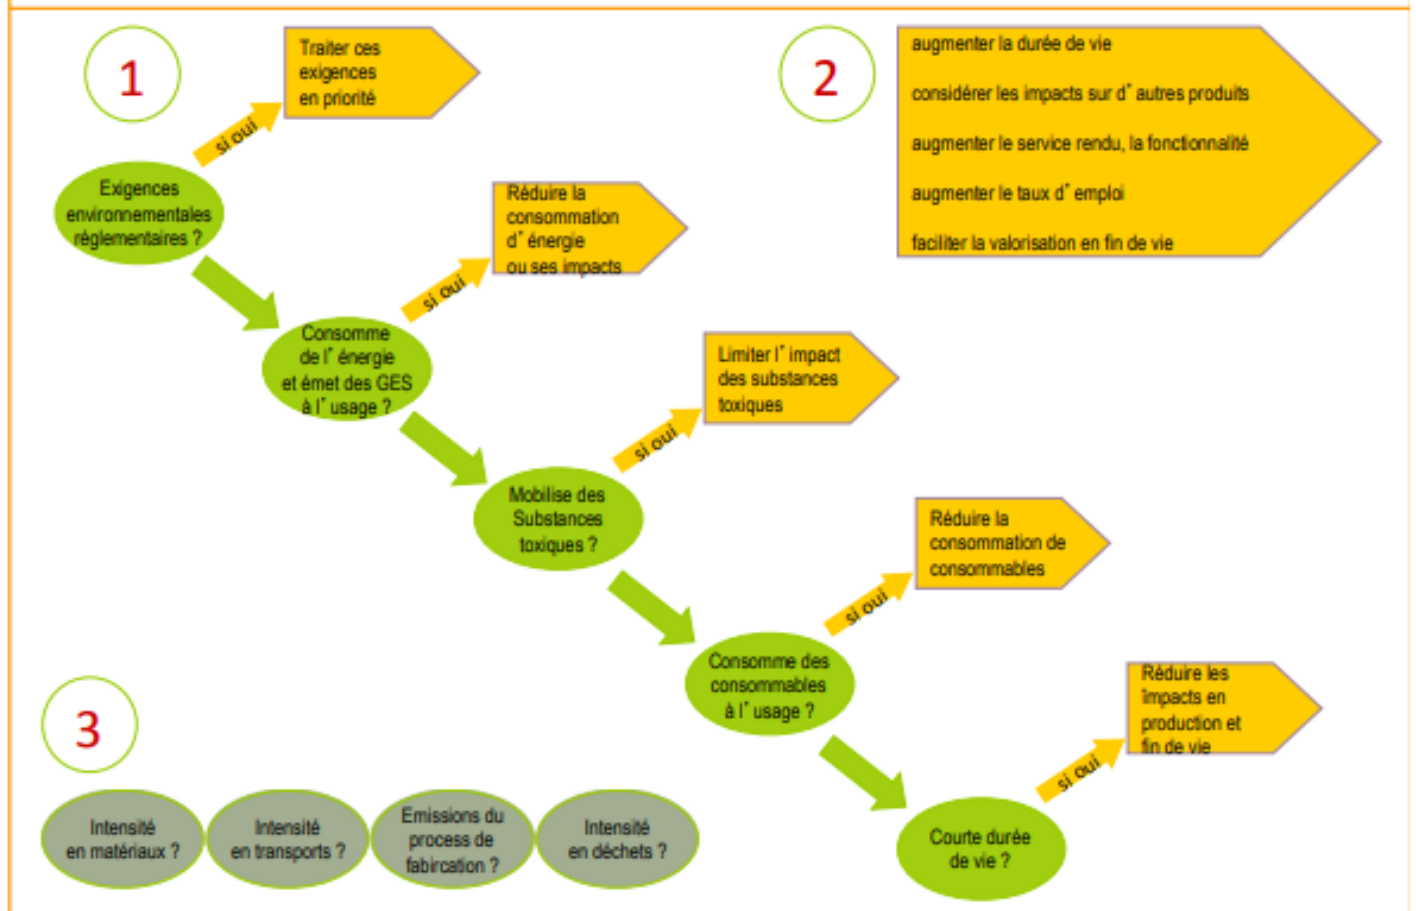 1
Traiter ces
exigences
en priorité
si oui
Exigences
environnementales
réglementaires ?
Réduire la
consommation
d' énergie
ou ses impacts
si oui
Consomme
de l' énergie
et émet des GES
à l' usage ?
Limiter l' impact
des substances
toxiques
si oui
Mobilise des
Substances
toxiques ?
Réduire la
consommation de
consommables
si oui
Consomme des
consommables
à l' usage ?
Réduire les
impacts en
production et
fin de vie
si oui
Courte durée
de vie ?
2
augmenter la durée de vie
considérer les impacts sur d' autres produits
augmenter le service rendu, la fonctionnalité
augmenter le taux d' emploi
faciliter la valorisation en fin de vie
3
Intensité
en matériaux ?
Intensité
en transports ?
Emissions du
process de
fabircation ?
Intensité
en déchets ?